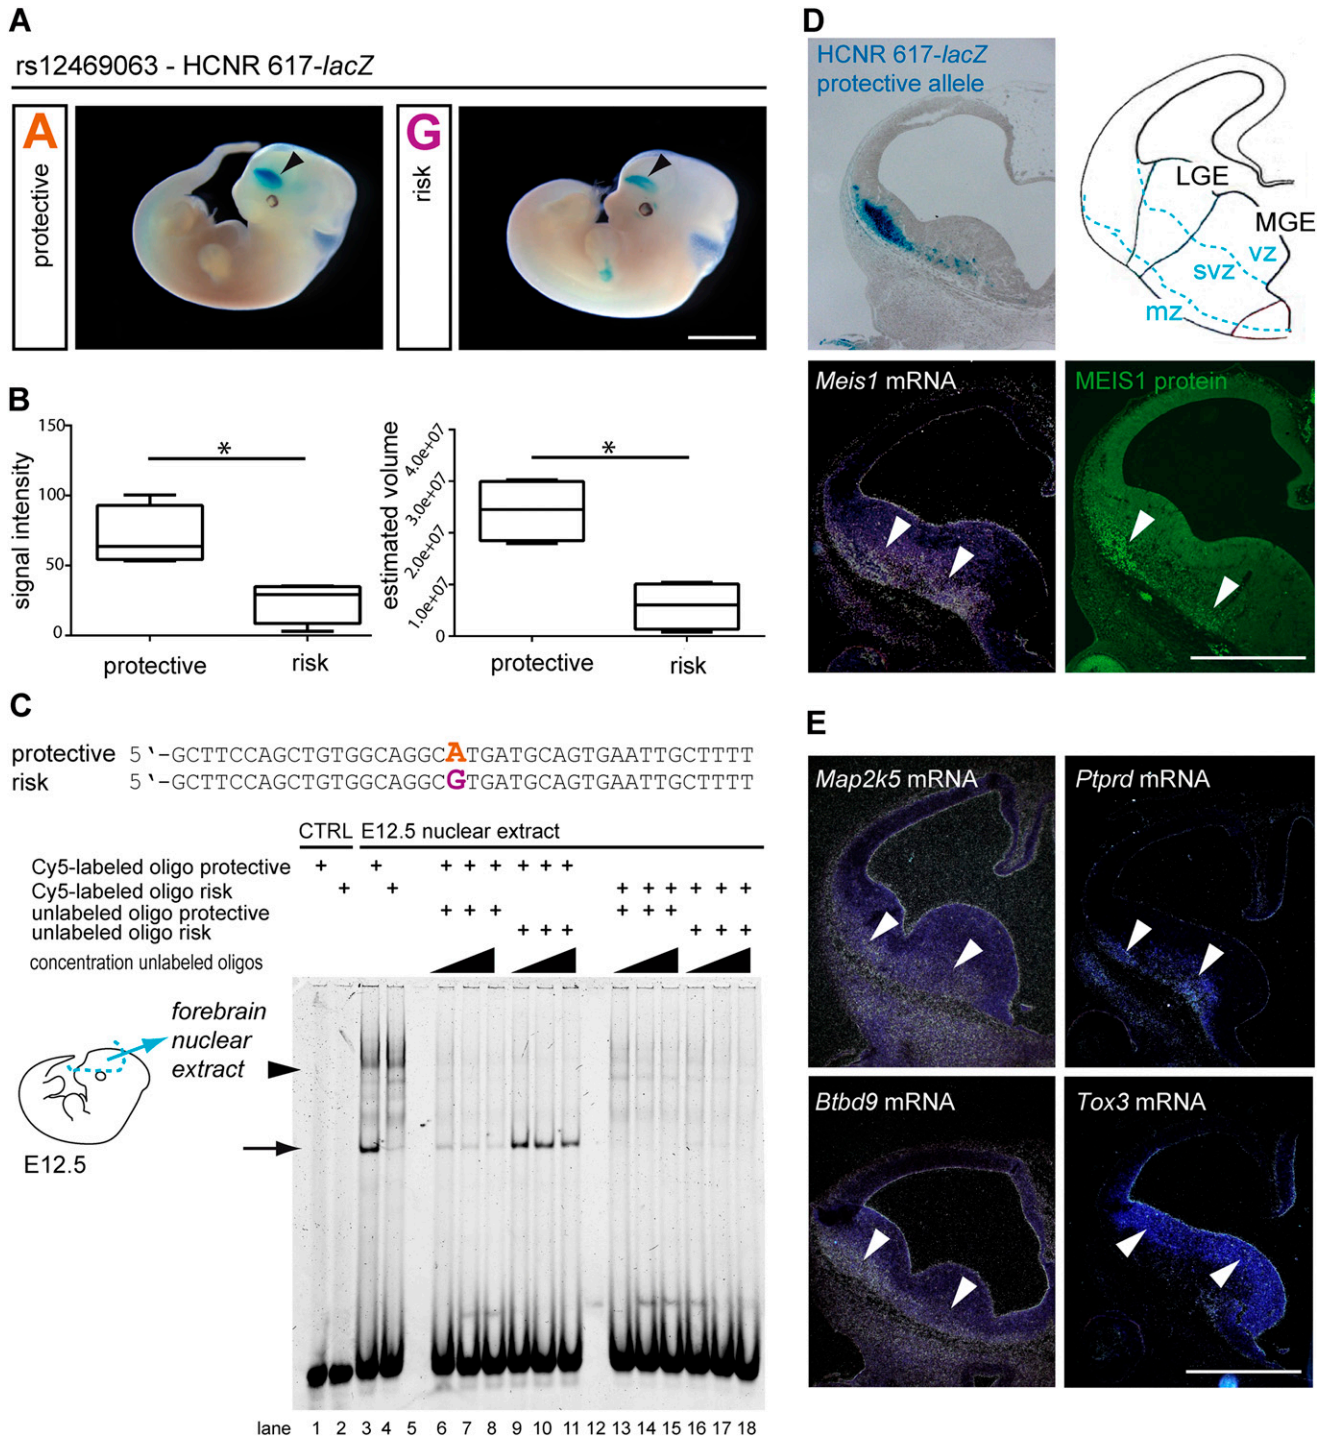 A
rs12469063 - HCNR 617-lacZ
A
protective
G
risk
B
signal intensity
150
100
50
0
*
protective
risk
estimated volume
4.0e+07
3.0e+07
2.0e+07
1.0e+07
0
*
protective
risk
C
protective 5‘-GCTTCCAGCTGTGGCAGGCATGATGCAGTGAATTGCTTTT
risk 5‘-GCTTCCAGCTGTGGCAGGCGTGATGCAGTGAATTGCTTTT
CTRL E12.5 nuclear extract
Cy5-labeled oligo protective + + + + + + + +
Cy5-labeled oligo risk + + + + + + + +
unlabeled oligo protective + + + + + +
unlabeled oligo risk + + + + + +
concentration unlabeled oligos
forebrain
nuclear
extract
E12.5
lane 1 2 3 4 5 6 7 8 9 10 11 12 13 14 15 16 17 18
D
HCNR 617-lacZ
protective allele
LGE
MGE
vz
svz
mz
Meis1 mRNA
MEIS1 protein
E
Map2k5 mRNA
Ptprd mRNA
Btbd9 mRNA
Tox3 mRNA